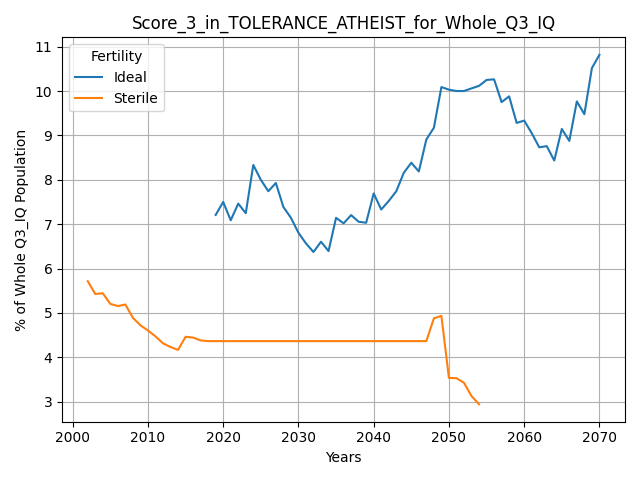 Score_3_in_TOLERANCE_ATHEIST_for_Whole_Q3_IQ
Fertility
Ideal
Sterile
% of Whole Q3_IQ Population
11
10
9
8
7
6
5
4
3
2000 2010 2020 2030 2040 2050 2060 2070
Years